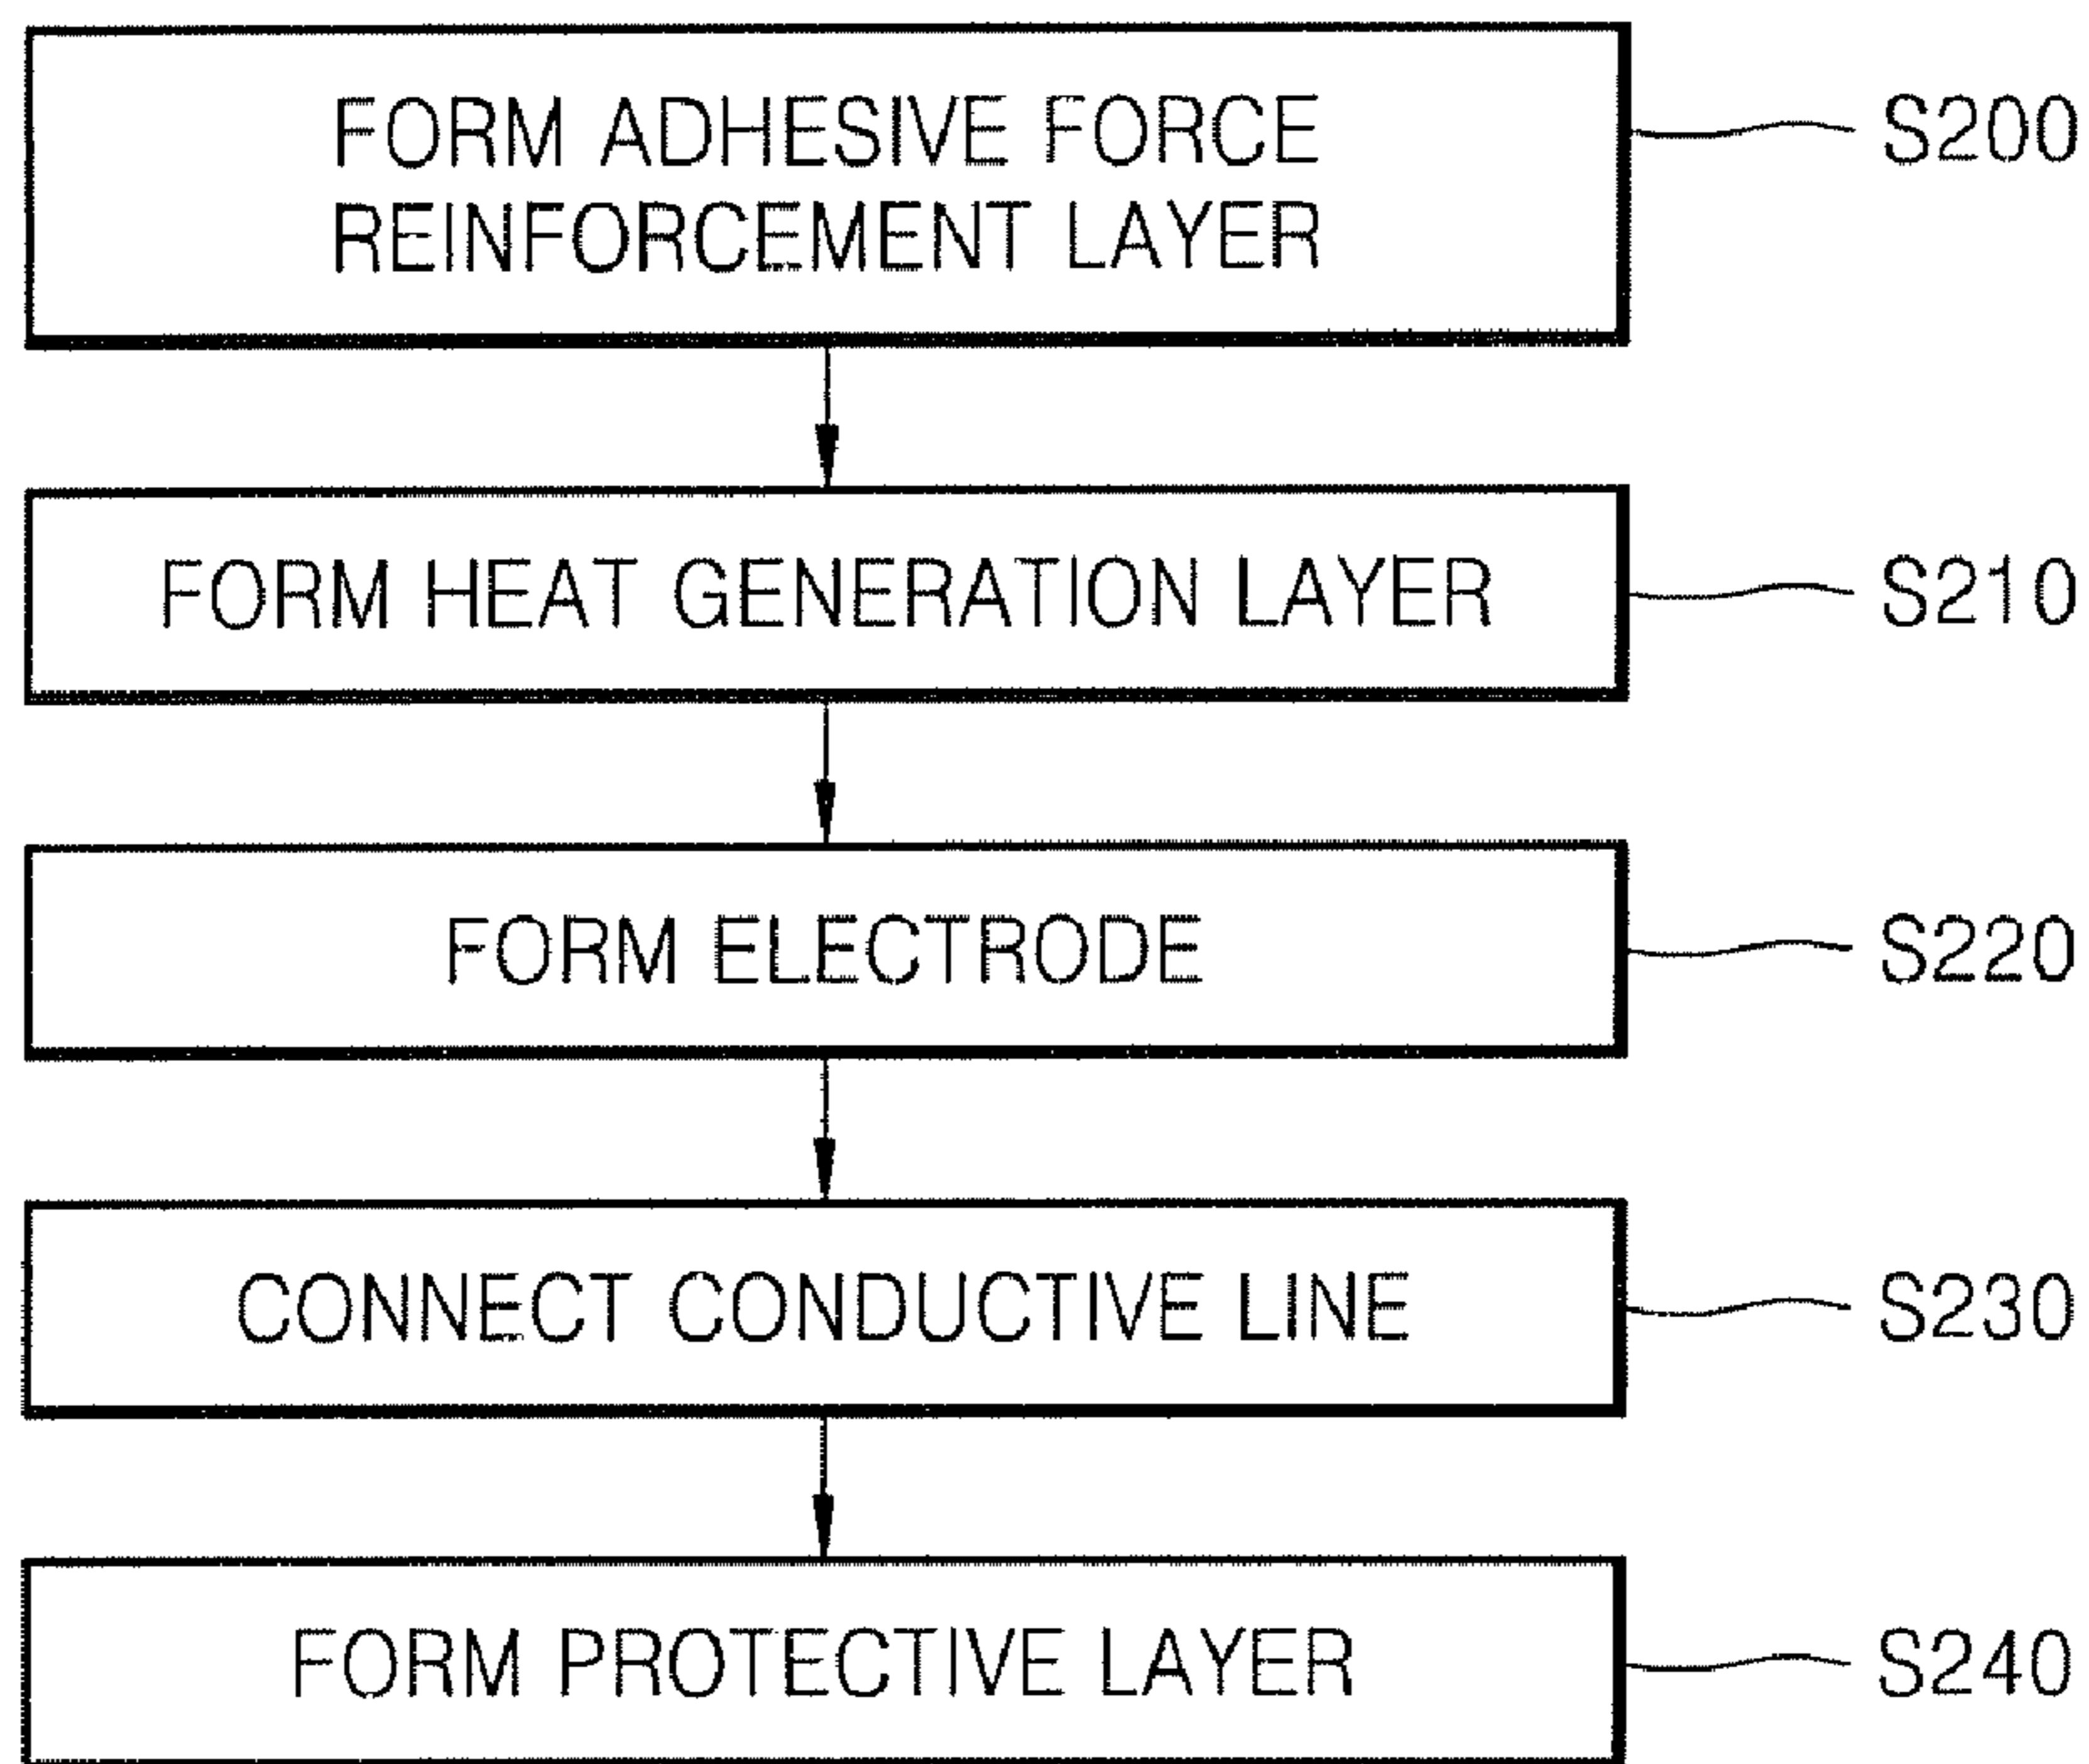 FORM ADHESIVE FORCE
REINFORCEMENT LAYER
S200
FORM HEAT GENERATION LAYER
S210
FORM ELECTRODE
S220
CONNECT CONDUCTIVE LINE
S230
FORM PROTECTIVE LAYER
S240